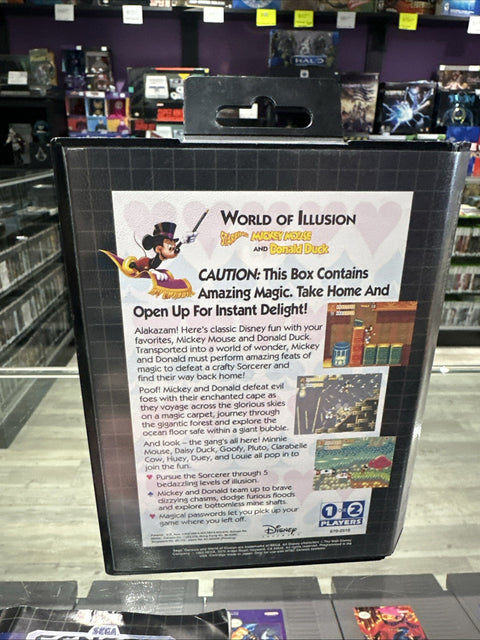 HALO
WORLD OF ILLUSION
STARRING MICKEY MOUSE
AND DONALD DUCK
CAUTION: This Box Contains
Amazing Magic. Take Home And
Open Up For Instant Delight!
Alakazam! Here's classic Disney fun with your
favorites, Mickey Mouse and Donald Duck.
Transported into a world of wonder, Mickey
and Donald must perform amazing feats of
magic to defeat a crafty Sorcerer and
find their way back home!
Poof! Mickey and Donald defeat evil
foes with their enchanted cape as
they voyage across the glorious skies
on a magic carpet, journey through
the gigantic forest and explore the
ocean floor safe within a giant bubble.
And look – the gang's all here! Minnie
Mouse, Daisy Duck, Goofy, Pluto, Clarabelle
Cow, Huey, Duey, and Louie all pop in to
join the fun.
Pursue the Sorcerer through 5
bedazzling levels of illusion.
Mickey and Donald team up to brave
dizzying chasms, dodge furious floods
and explore bottomless mine shafts.
Magical passwords let you pick up your
game where you left off.
1 OR 2
PLAYERS
Disney
SEGA